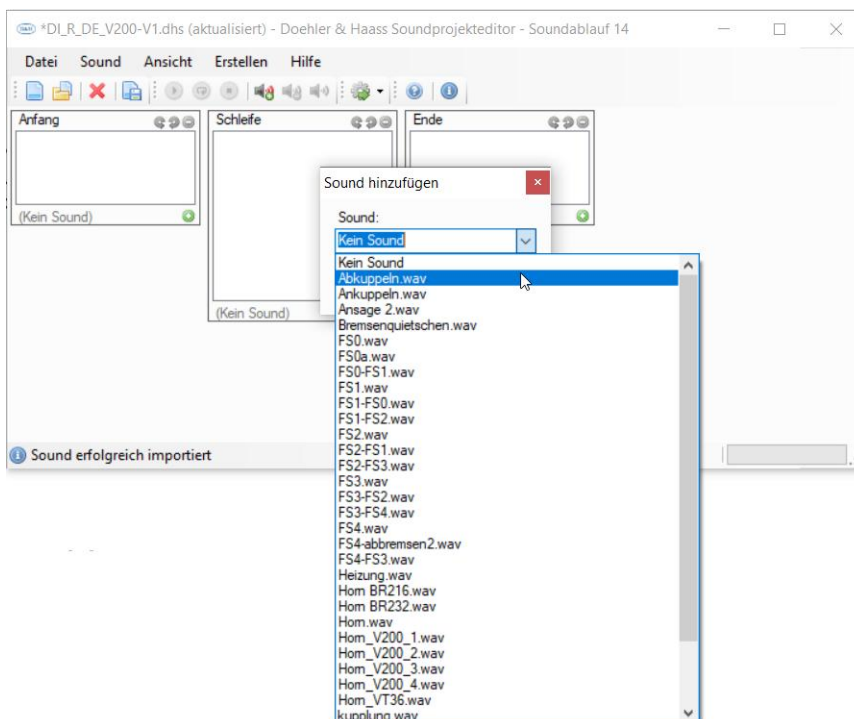 *DI_R_DE_V200-V1.dhs (aktualisiert) - Doehler & Haass Soundprojekteditor - Soundablauf 14
Datei Sound Ansicht Erstellen Hilfe
Anfang Schleife Ende
Sound hinzufügen
Sound:
(Kein Sound)
Kein Sound
Kein Sound
Abkuppeln.wav
Ankuppeln.wav
Ansage 2.wav
(Kein Sound)
Bremsenquietschen.wav
FS0.wav
FS0a.wav
FS0-FS1.wav
FS1.wav
FS1-FS0.wav
FS1-FS2.wav
FS2.wav
Sound erfolgreich importiert
FS2-FS1.wav
FS2-FS3.wav
FS3.wav
FS3-FS2.wav
FS3-FS4.wav
FS4.wav
FS4-abbremsen2.wav
FS4-FS3.wav
Heizung.wav
Horn BR216.wav
Horn BR232.wav
Horn.wav
Horn_V200_1.wav
Horn_V200_2.wav
Horn_V200_3.wav
Horn_V200_4.wav
Horn_VT36.wav
kupplung.wav